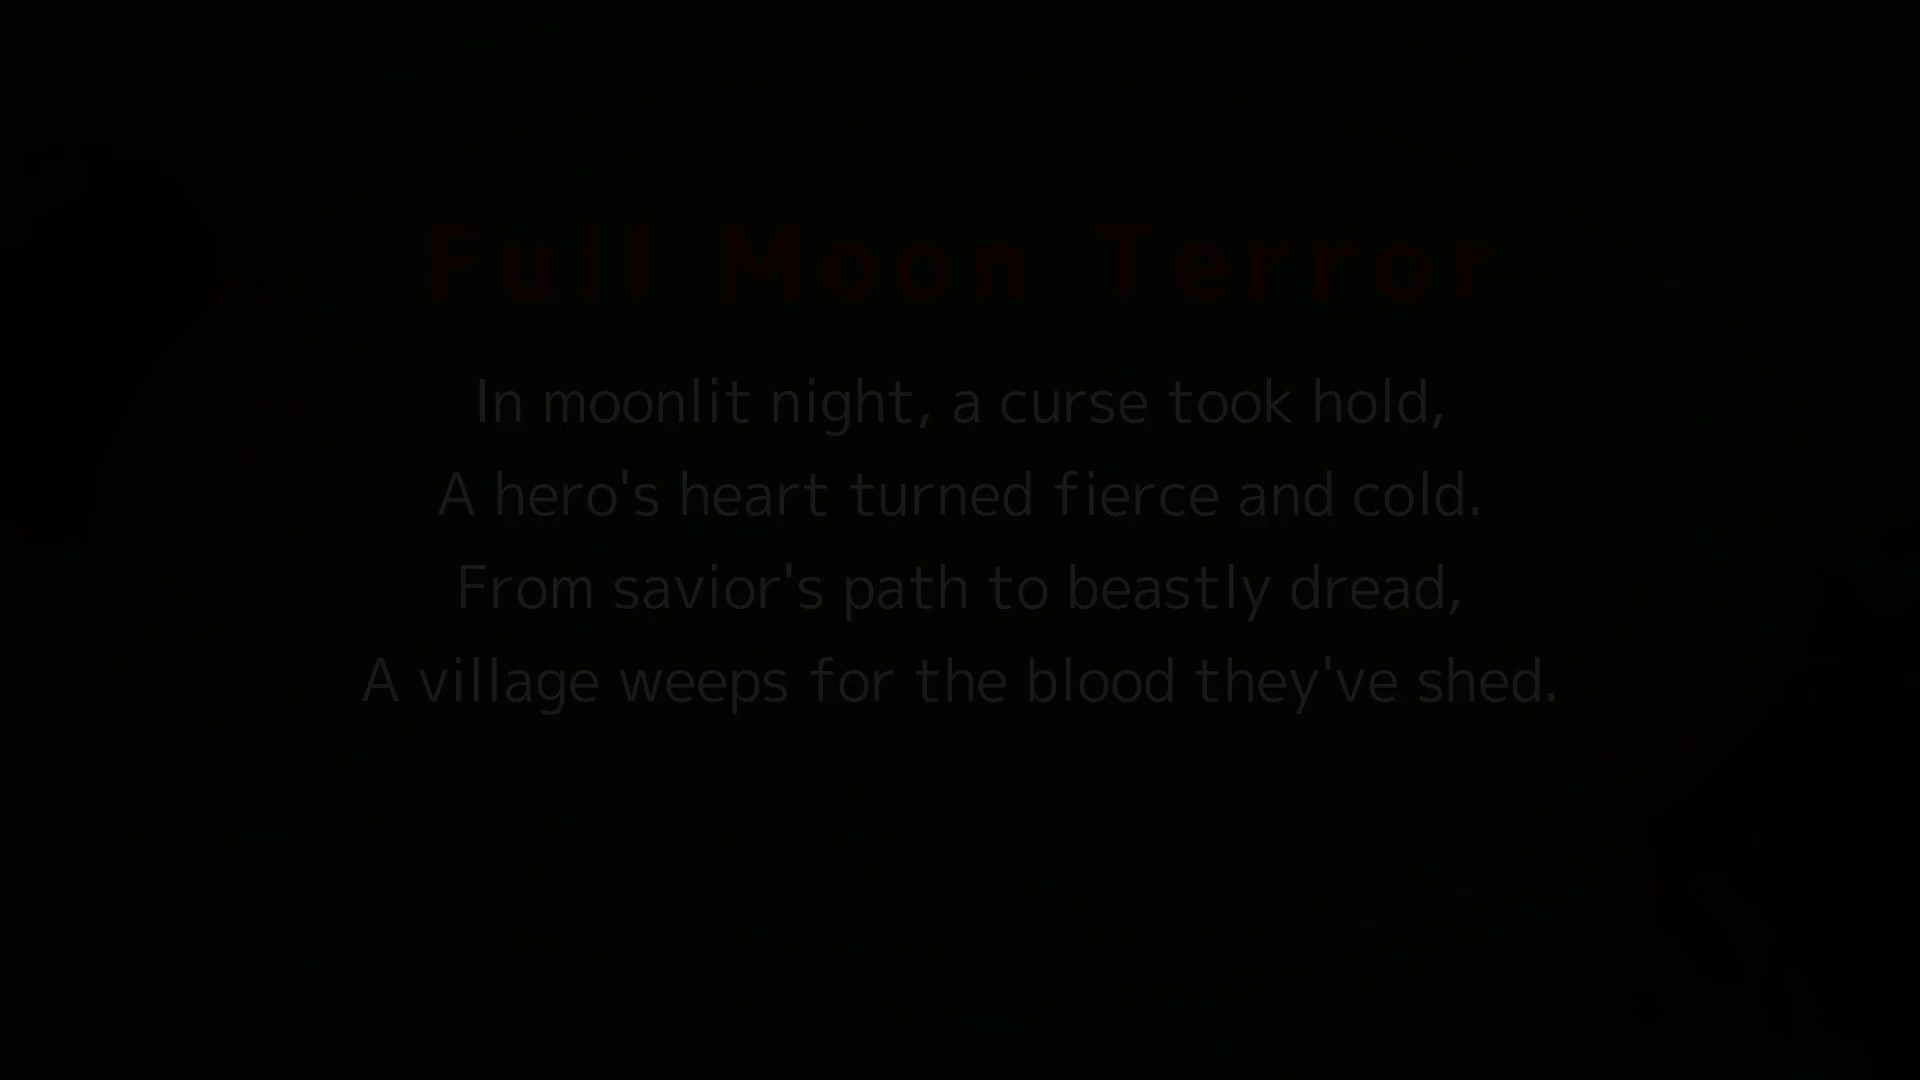 Full Moon Terror
In moonlit night, a curse took hold,
A hero's heart turned fierce and cold.
From savior's path to beastly dread,
A village weeps for the blood they've shed.